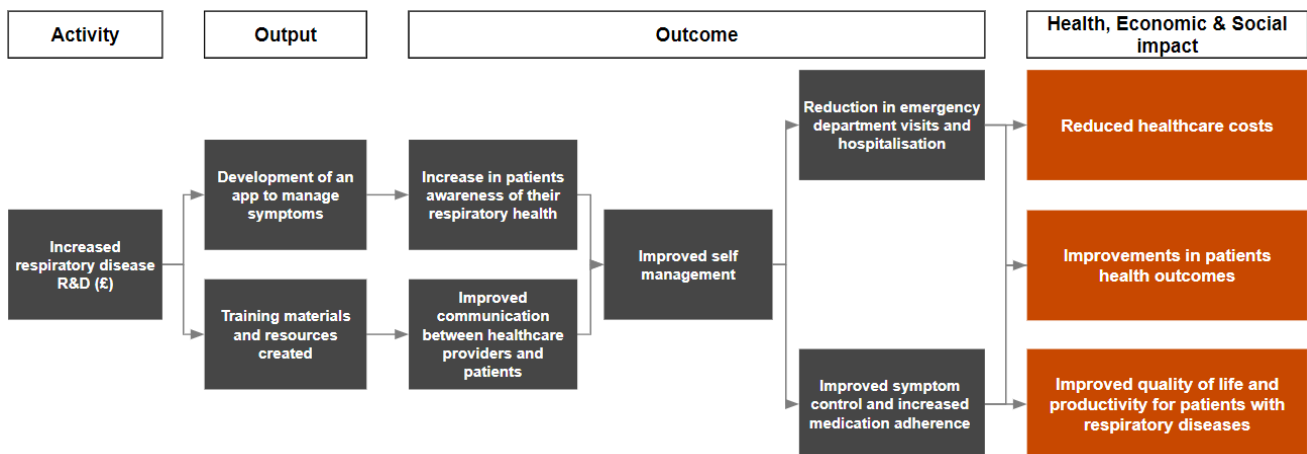 Activity
Output
Outcome
Health, Economic & Social
impact
Increased
respiratory disease
R&D (£)
Development of an
app to manage
symptoms
Training materials
and resources
created
Increase in patients
awareness of their
respiratory health
Improved
communication
between healthcare
providers and
patients
Improved self
management
Reduction in emergency
department visits and
hospitalisation
Improved symptom
control and increased
medication adherence
Reduced healthcare costs
Improvements in patients
health outcomes
Improved quality of life and
productivity for patients with
respiratory diseases